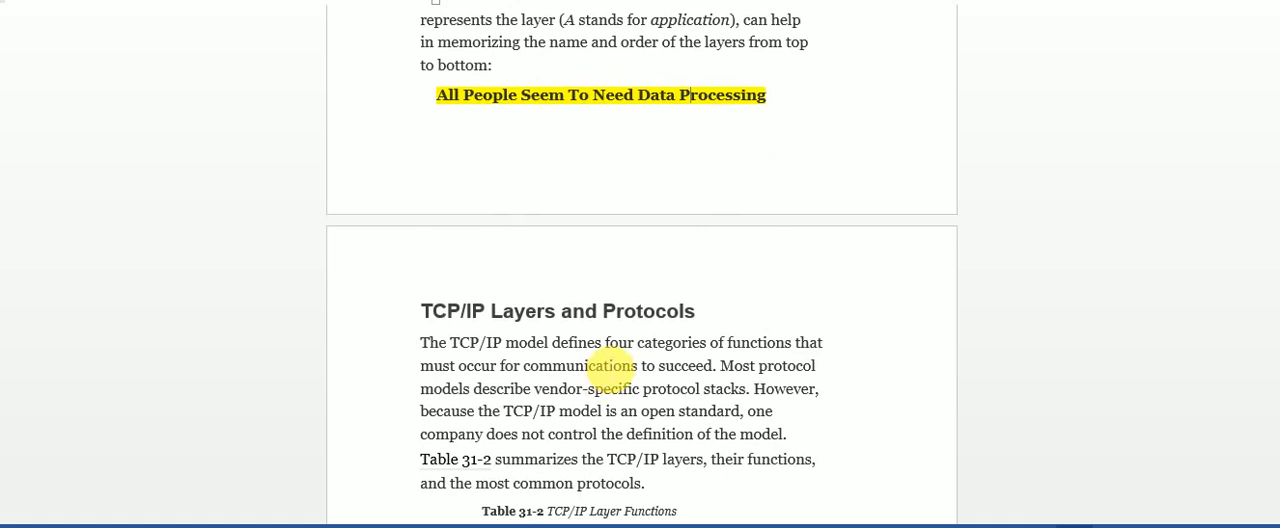 represents the layer (A stands for application), can help
in memorizing the name and order of the layers from top
to bottom:
All People Seem To Need Data Processing
TCP/IP Layers and Protocols
The TCP/IP model defines four categories of functions that
must occur for communications to succeed. Most protocol
models describe vendor-specific protocol stacks. However,
because the TCP/IP model is an open standard, one
company does not control the definition of the model.
Table 31-2 summarizes the TCP/IP layers, their functions,
and the most common protocols.
Table 31-2 TCP/IP Layer Functions